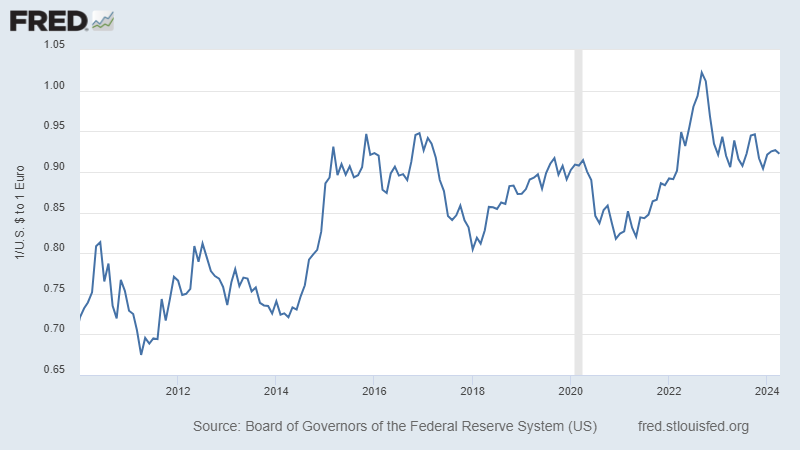 FRED
1.05
1.00
0.95
0.90
0.85
0.80
0.75
0.70
0.65
1/U.S. $ to 1 Euro
2012 2014 2016 2018 2020 2022 2024
Source: Board of Governors of the Federal Reserve System (US) fred.stlouisfed.org